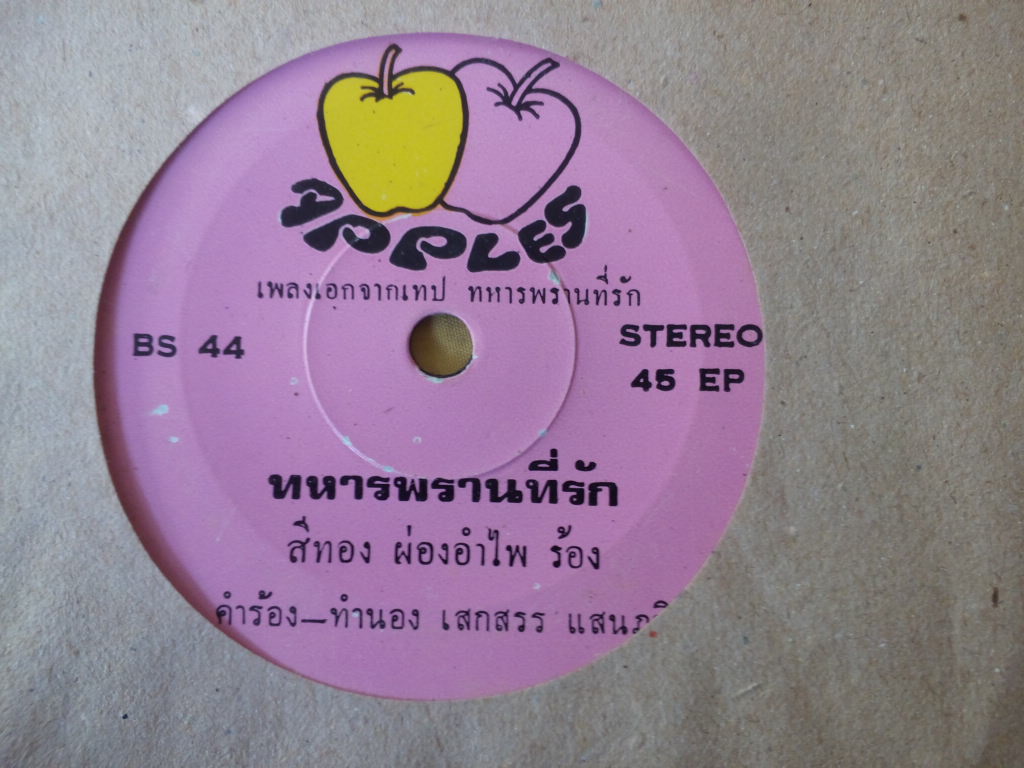 APPLES
เพลงเอกจากเทป ทหารพรานที่รัก
BS 44
STEREO
45 EP
ทหารพรานที่รัก
สีทอง ผ่องอำไพ ร้อง
คำร้อง–ทำนอง เสกสรร